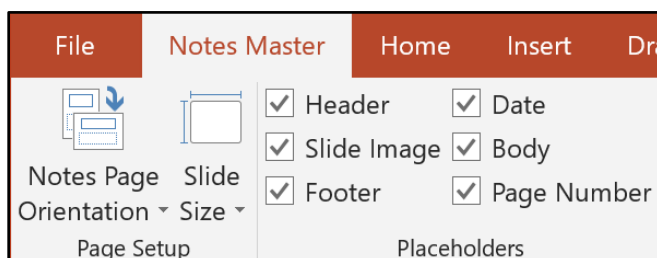 File Notes Master Home Insert
Header Date
Slide Image Body
Notes Page Slide
Footer Page Number
Orientation Size
Page Setup Placeholders